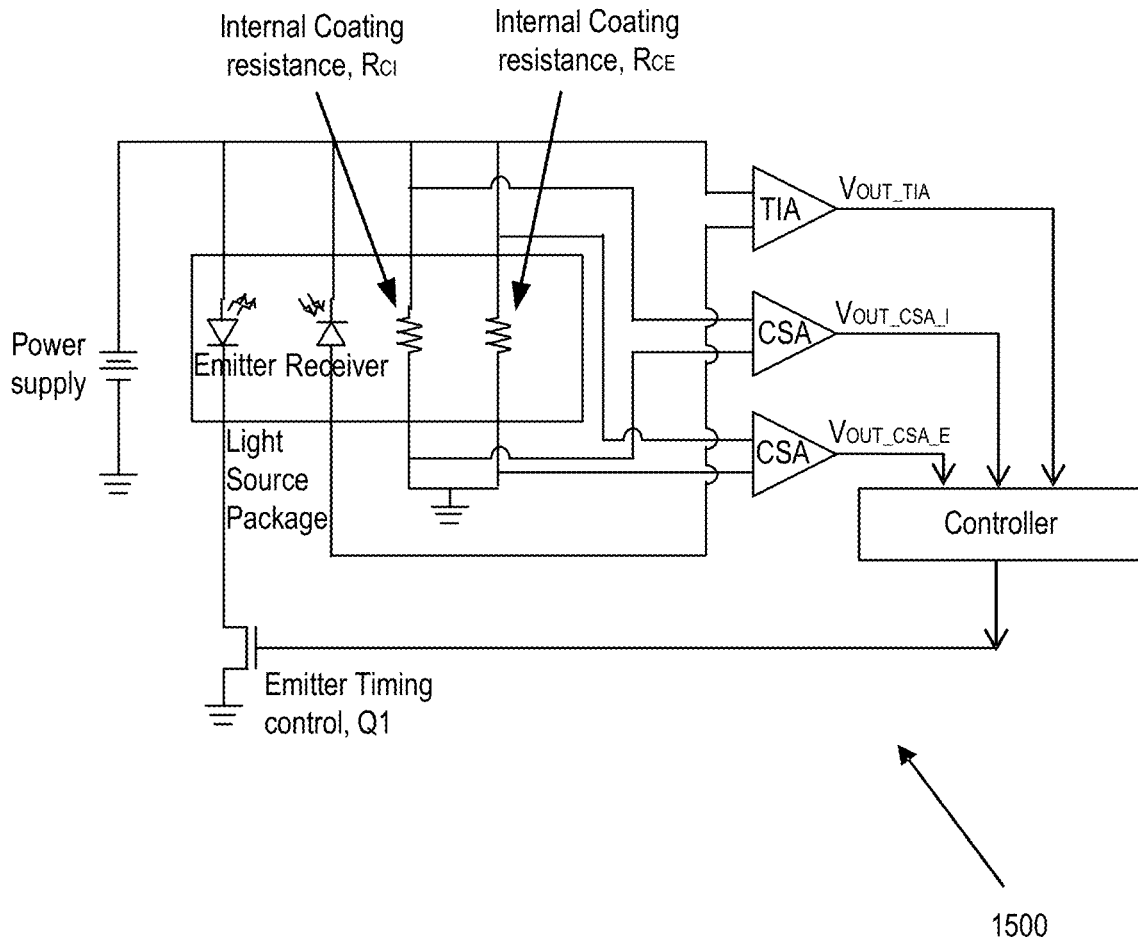 Internal Coating
resistance, RCI
Internal Coating
resistance, RCE
TIA
VOUT_TIA
CSA
VOUT_CSA_I
Power
supply
Emitter Receiver
CSA
VOUT_CSA_E
Light
Source
Package
Controller
Emitter Timing
control, Q1
1500